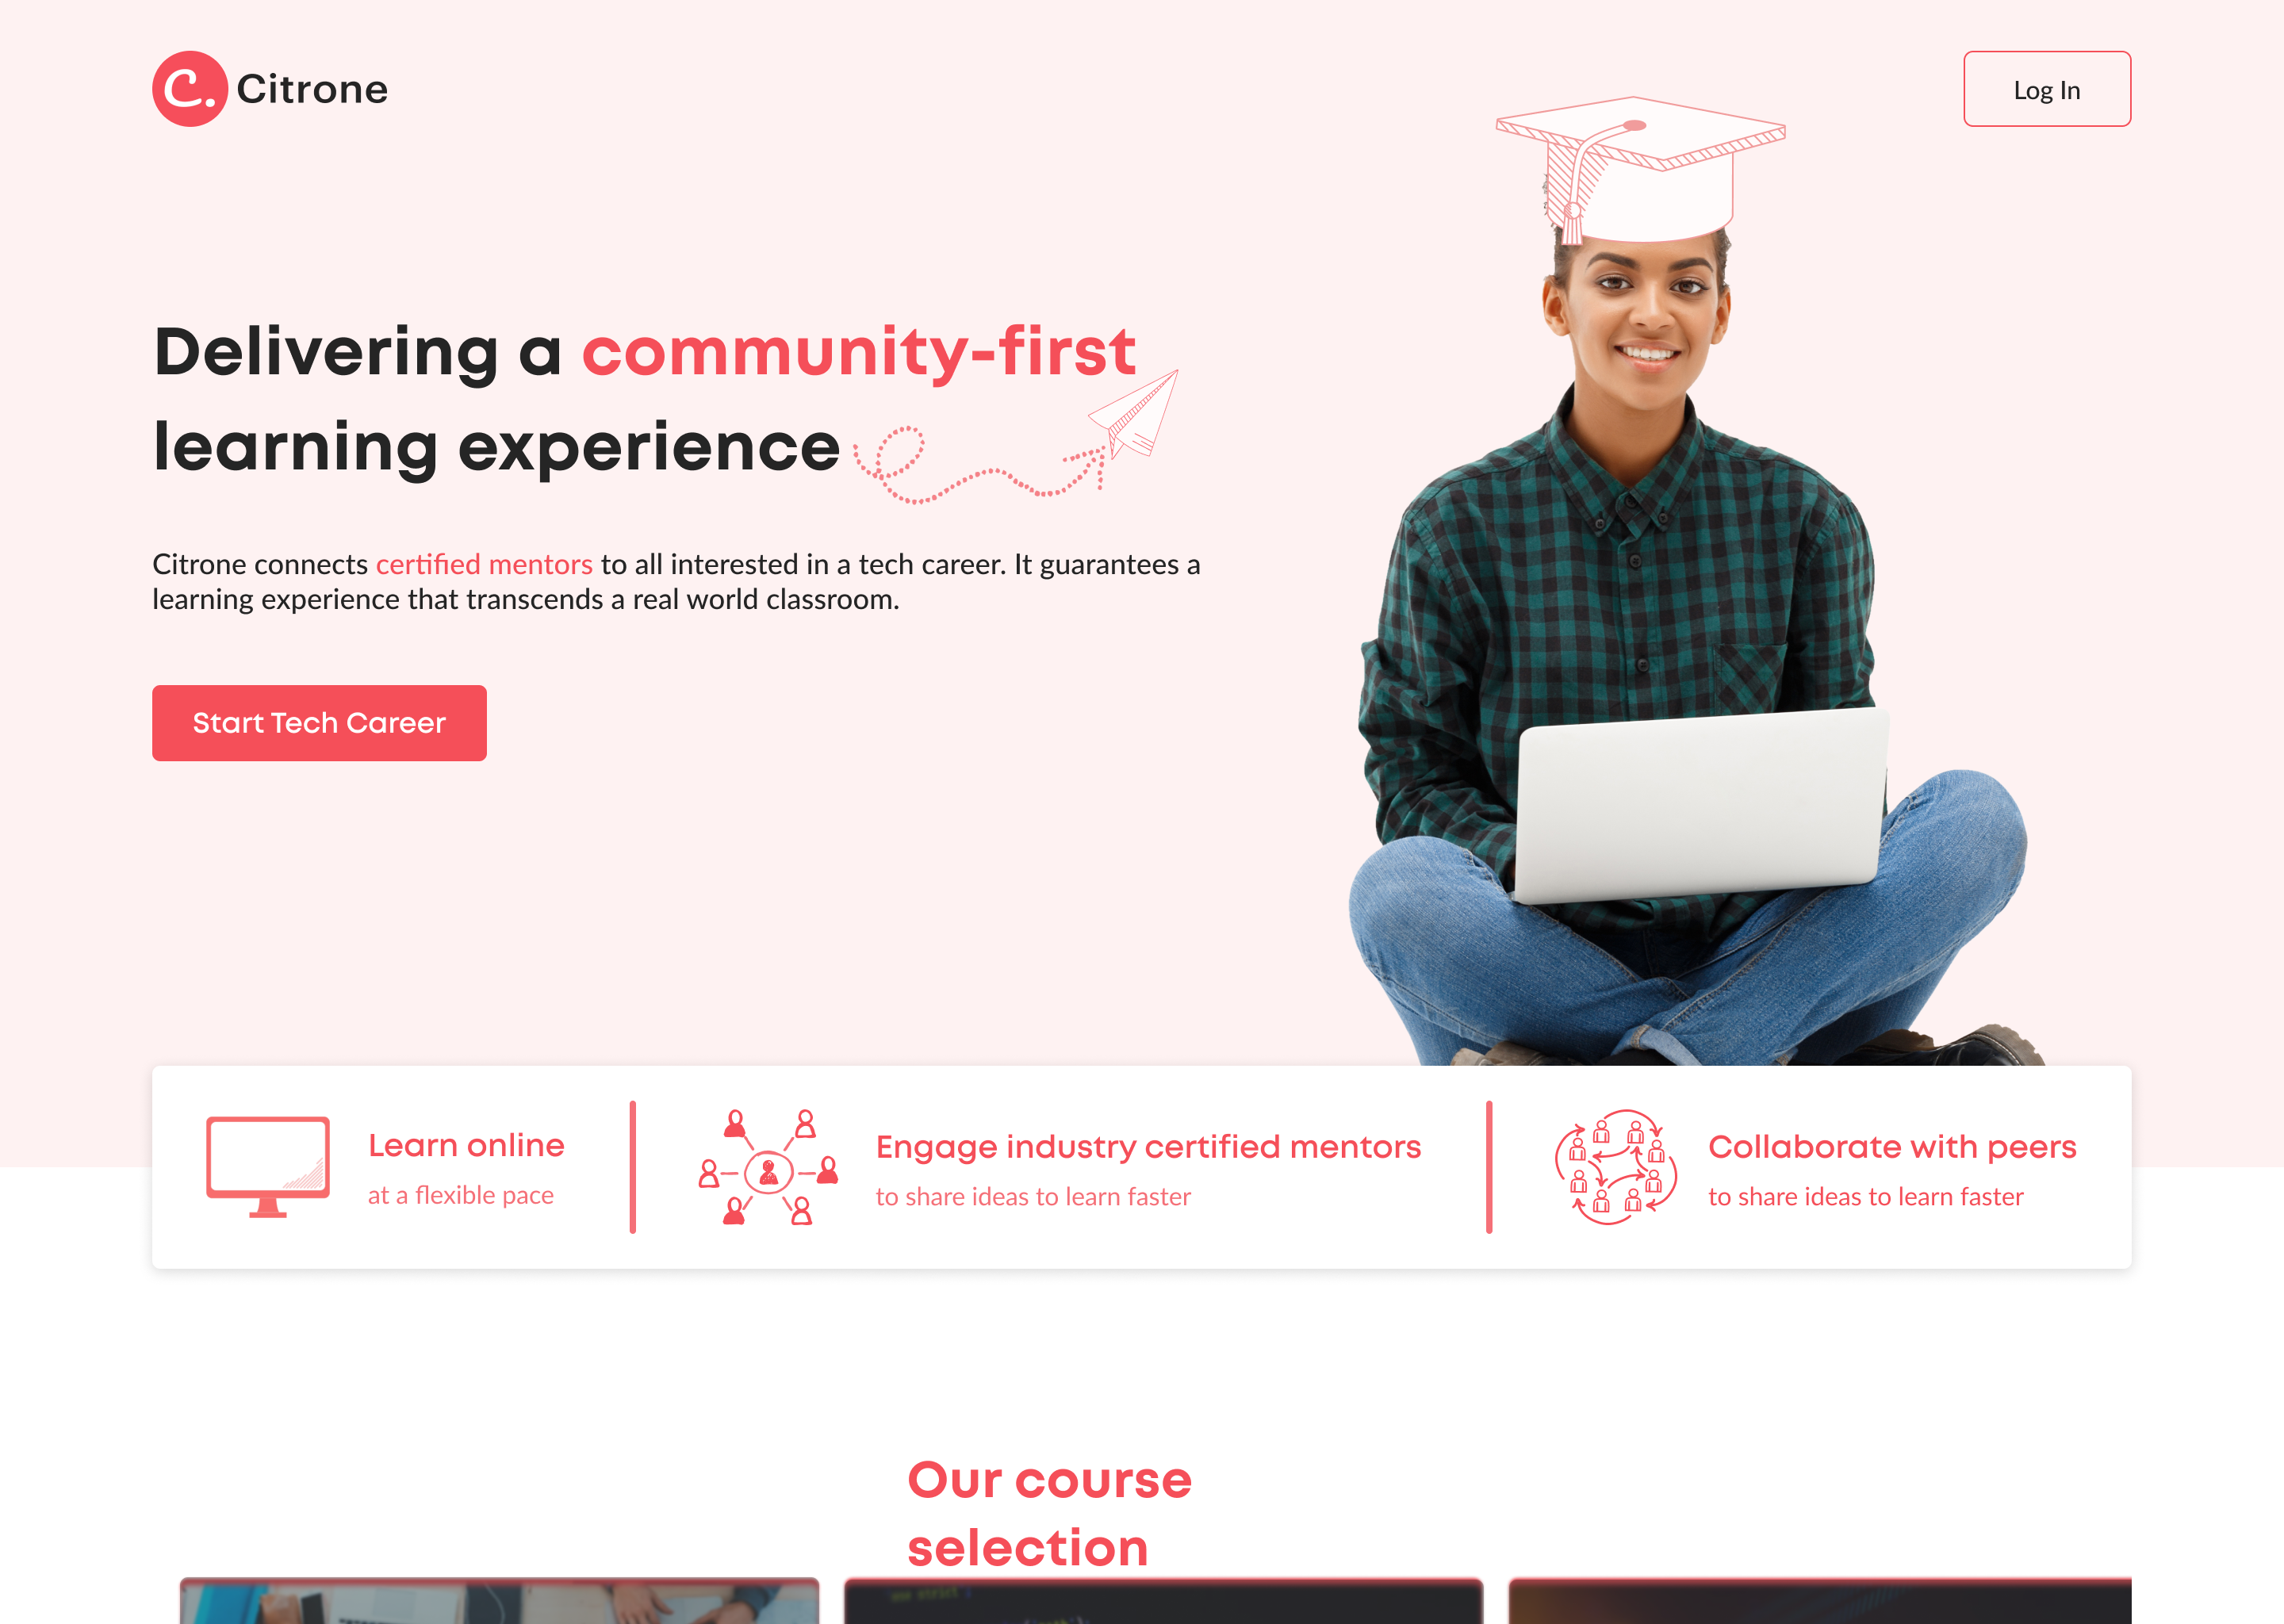 C. Citrone
Log In
Delivering a community-first
learning experience
Citrone connects certified mentors to all interested in a tech career. It guarantees a
learning experience that transcends a real world classroom.
Start Tech Career
Learn online
at a flexible pace
Engage industry certified mentors
to share ideas to learn faster
Collaborate with peers
to share ideas to learn faster
Our course
selection